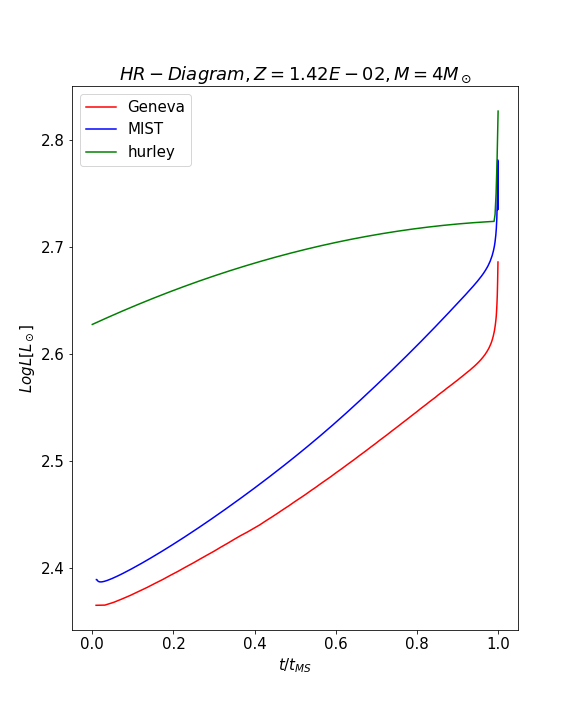 HR − Diagram, Z = 1.42E − 02, M = 4M⊙
Geneva
MIST
hurley
2.8
2.7
2.6
2.5
2.4
LogL[L⊙]
0.0 0.2 0.4 0.6 0.8 1.0
t/tMS